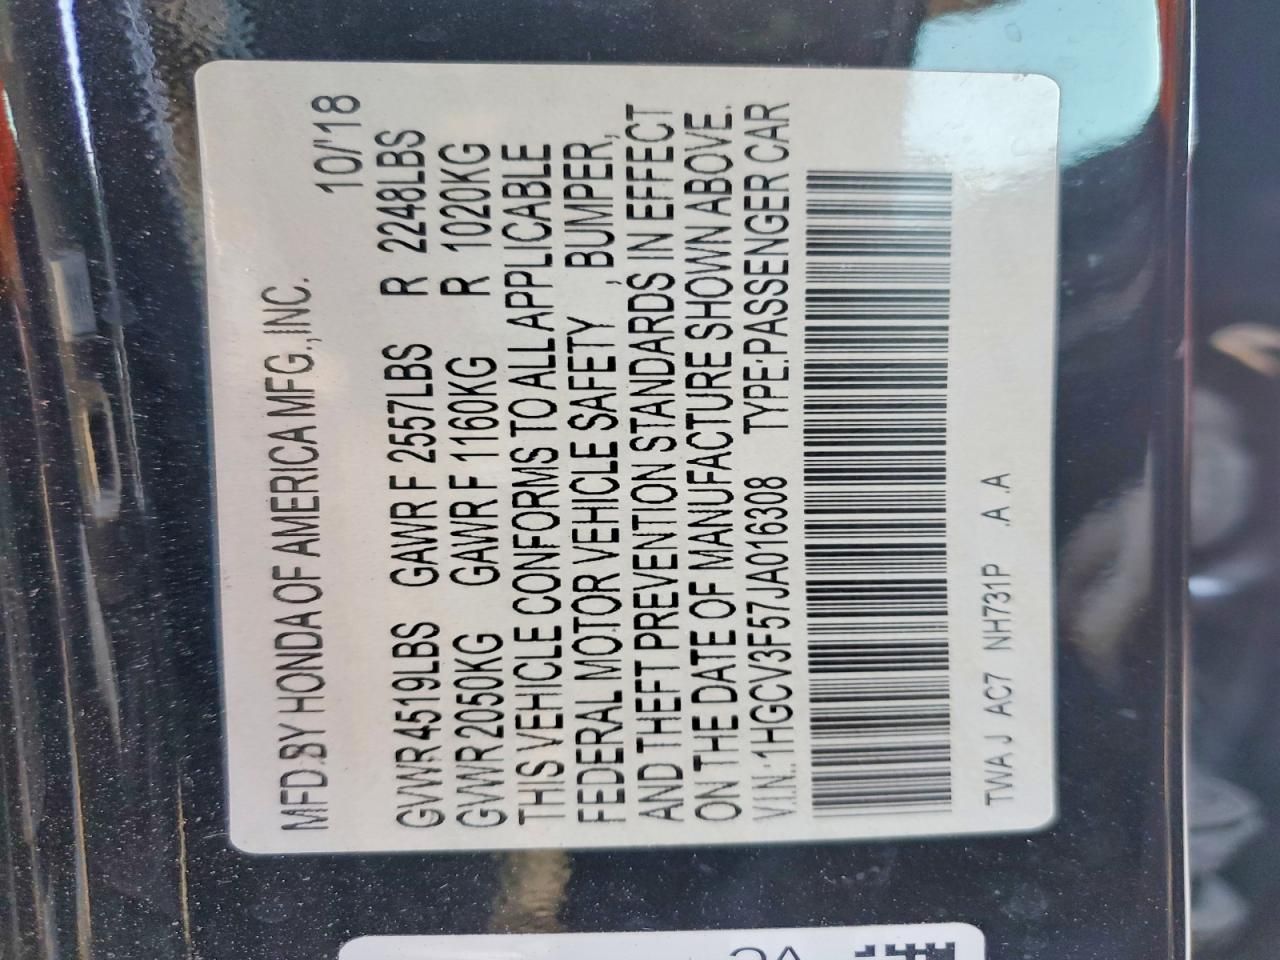 MFD.BY HONDA OF AMERICA MFG.,INC.
10/'18
GVWR 4519LBS GAWR F 2557LBS R 2248LBS
GVWR 2050KG GAWR F 1160KG R 1020KG
THIS VEHICLE CONFORMS TO ALL APPLICABLE
FEDERAL MOTOR VEHICLE SAFETY , BUMPER,
AND THEFT PREVENTION STANDARDS IN EFFECT
ON THE DATE OF MANUFACTURE SHOWN ABOVE.
V.I.N.:1HGCV3F57JA016308 TYPE:PASSENGER CAR
TWA J AC7 NH731P .A .A